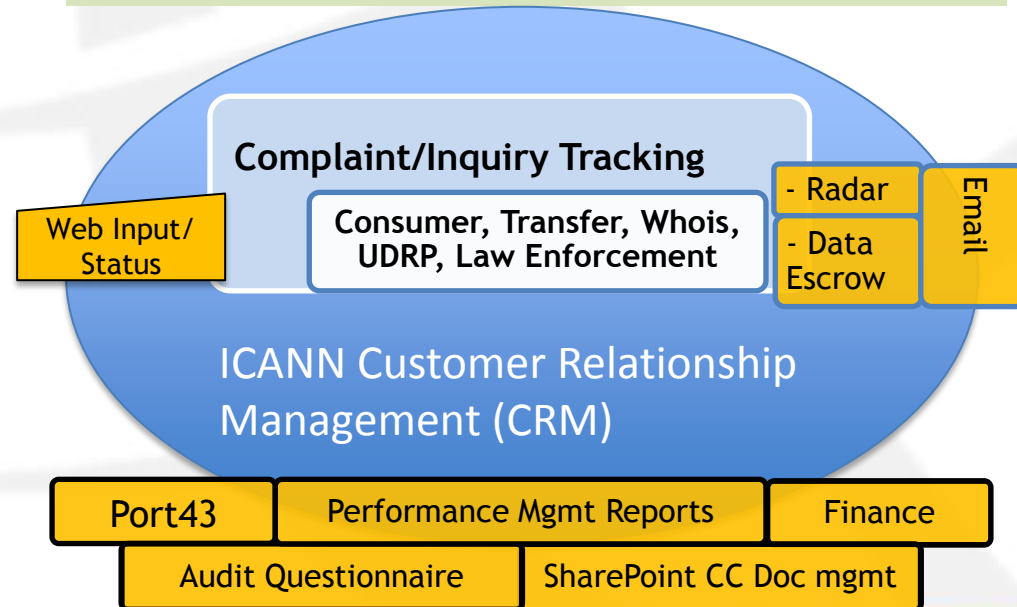 Complaint/Inquiry Tracking
Web Input/
Status
Consumer, Transfer, Whois,
UDRP, Law Enforcement
- Radar
- Data
Escrow
Email
ICANN Customer Relationship
Management (CRM)
Port43
Performance Mgmt Reports
Finance
Audit Questionnaire
SharePoint CC Doc mgmt